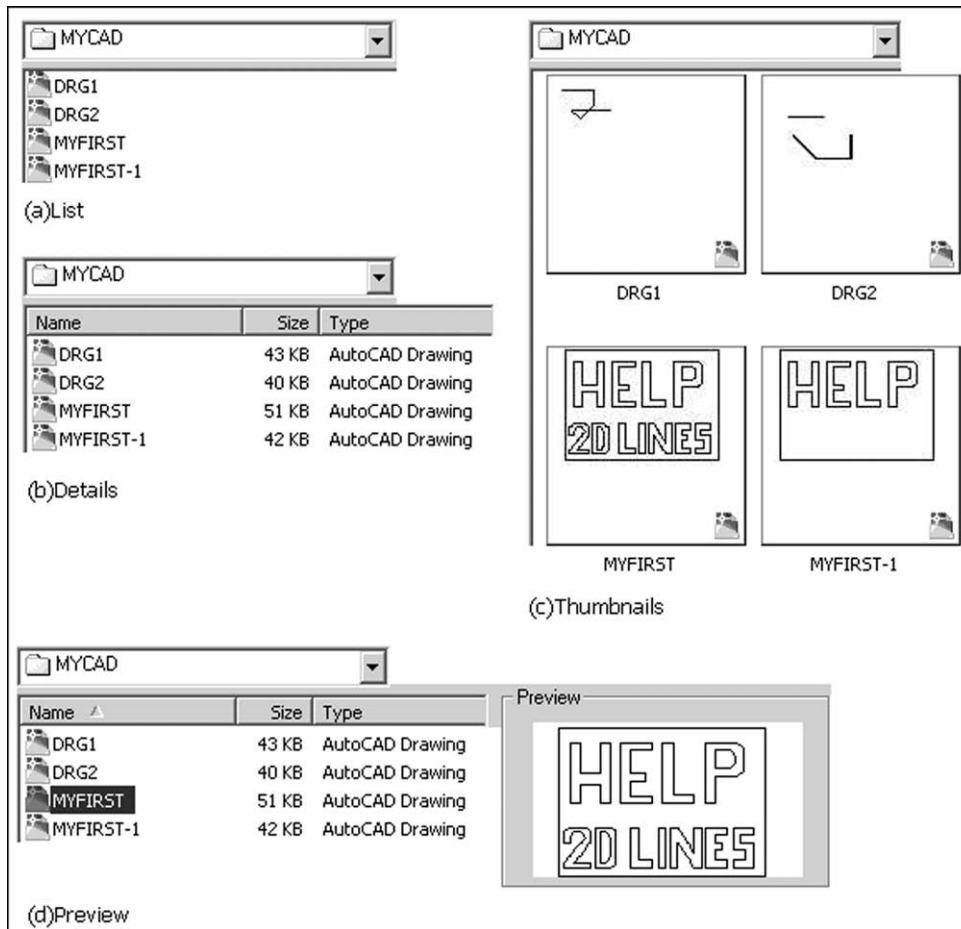 MYCAD
DRG1
DRG2
MYFIRST
MYFIRST-1
(a)List
MYCAD
Name Size Type
DRG1 43 KB AutoCAD Drawing
DRG2 40 KB AutoCAD Drawing
MYFIRST 51 KB AutoCAD Drawing
MYFIRST-1 42 KB AutoCAD Drawing
(b)Details
MYCAD
DRG1 DRG2
HELP HELP
2D LINES
MYFIRST MYFIRST-1
(c)Thumbnails
MYCAD
Name Size Type
DRG1 43 KB AutoCAD Drawing
DRG2 40 KB AutoCAD Drawing
MYFIRST 51 KB AutoCAD Drawing
MYFIRST-1 42 KB AutoCAD Drawing
Preview
HELP
2D LINES
(d)Preview